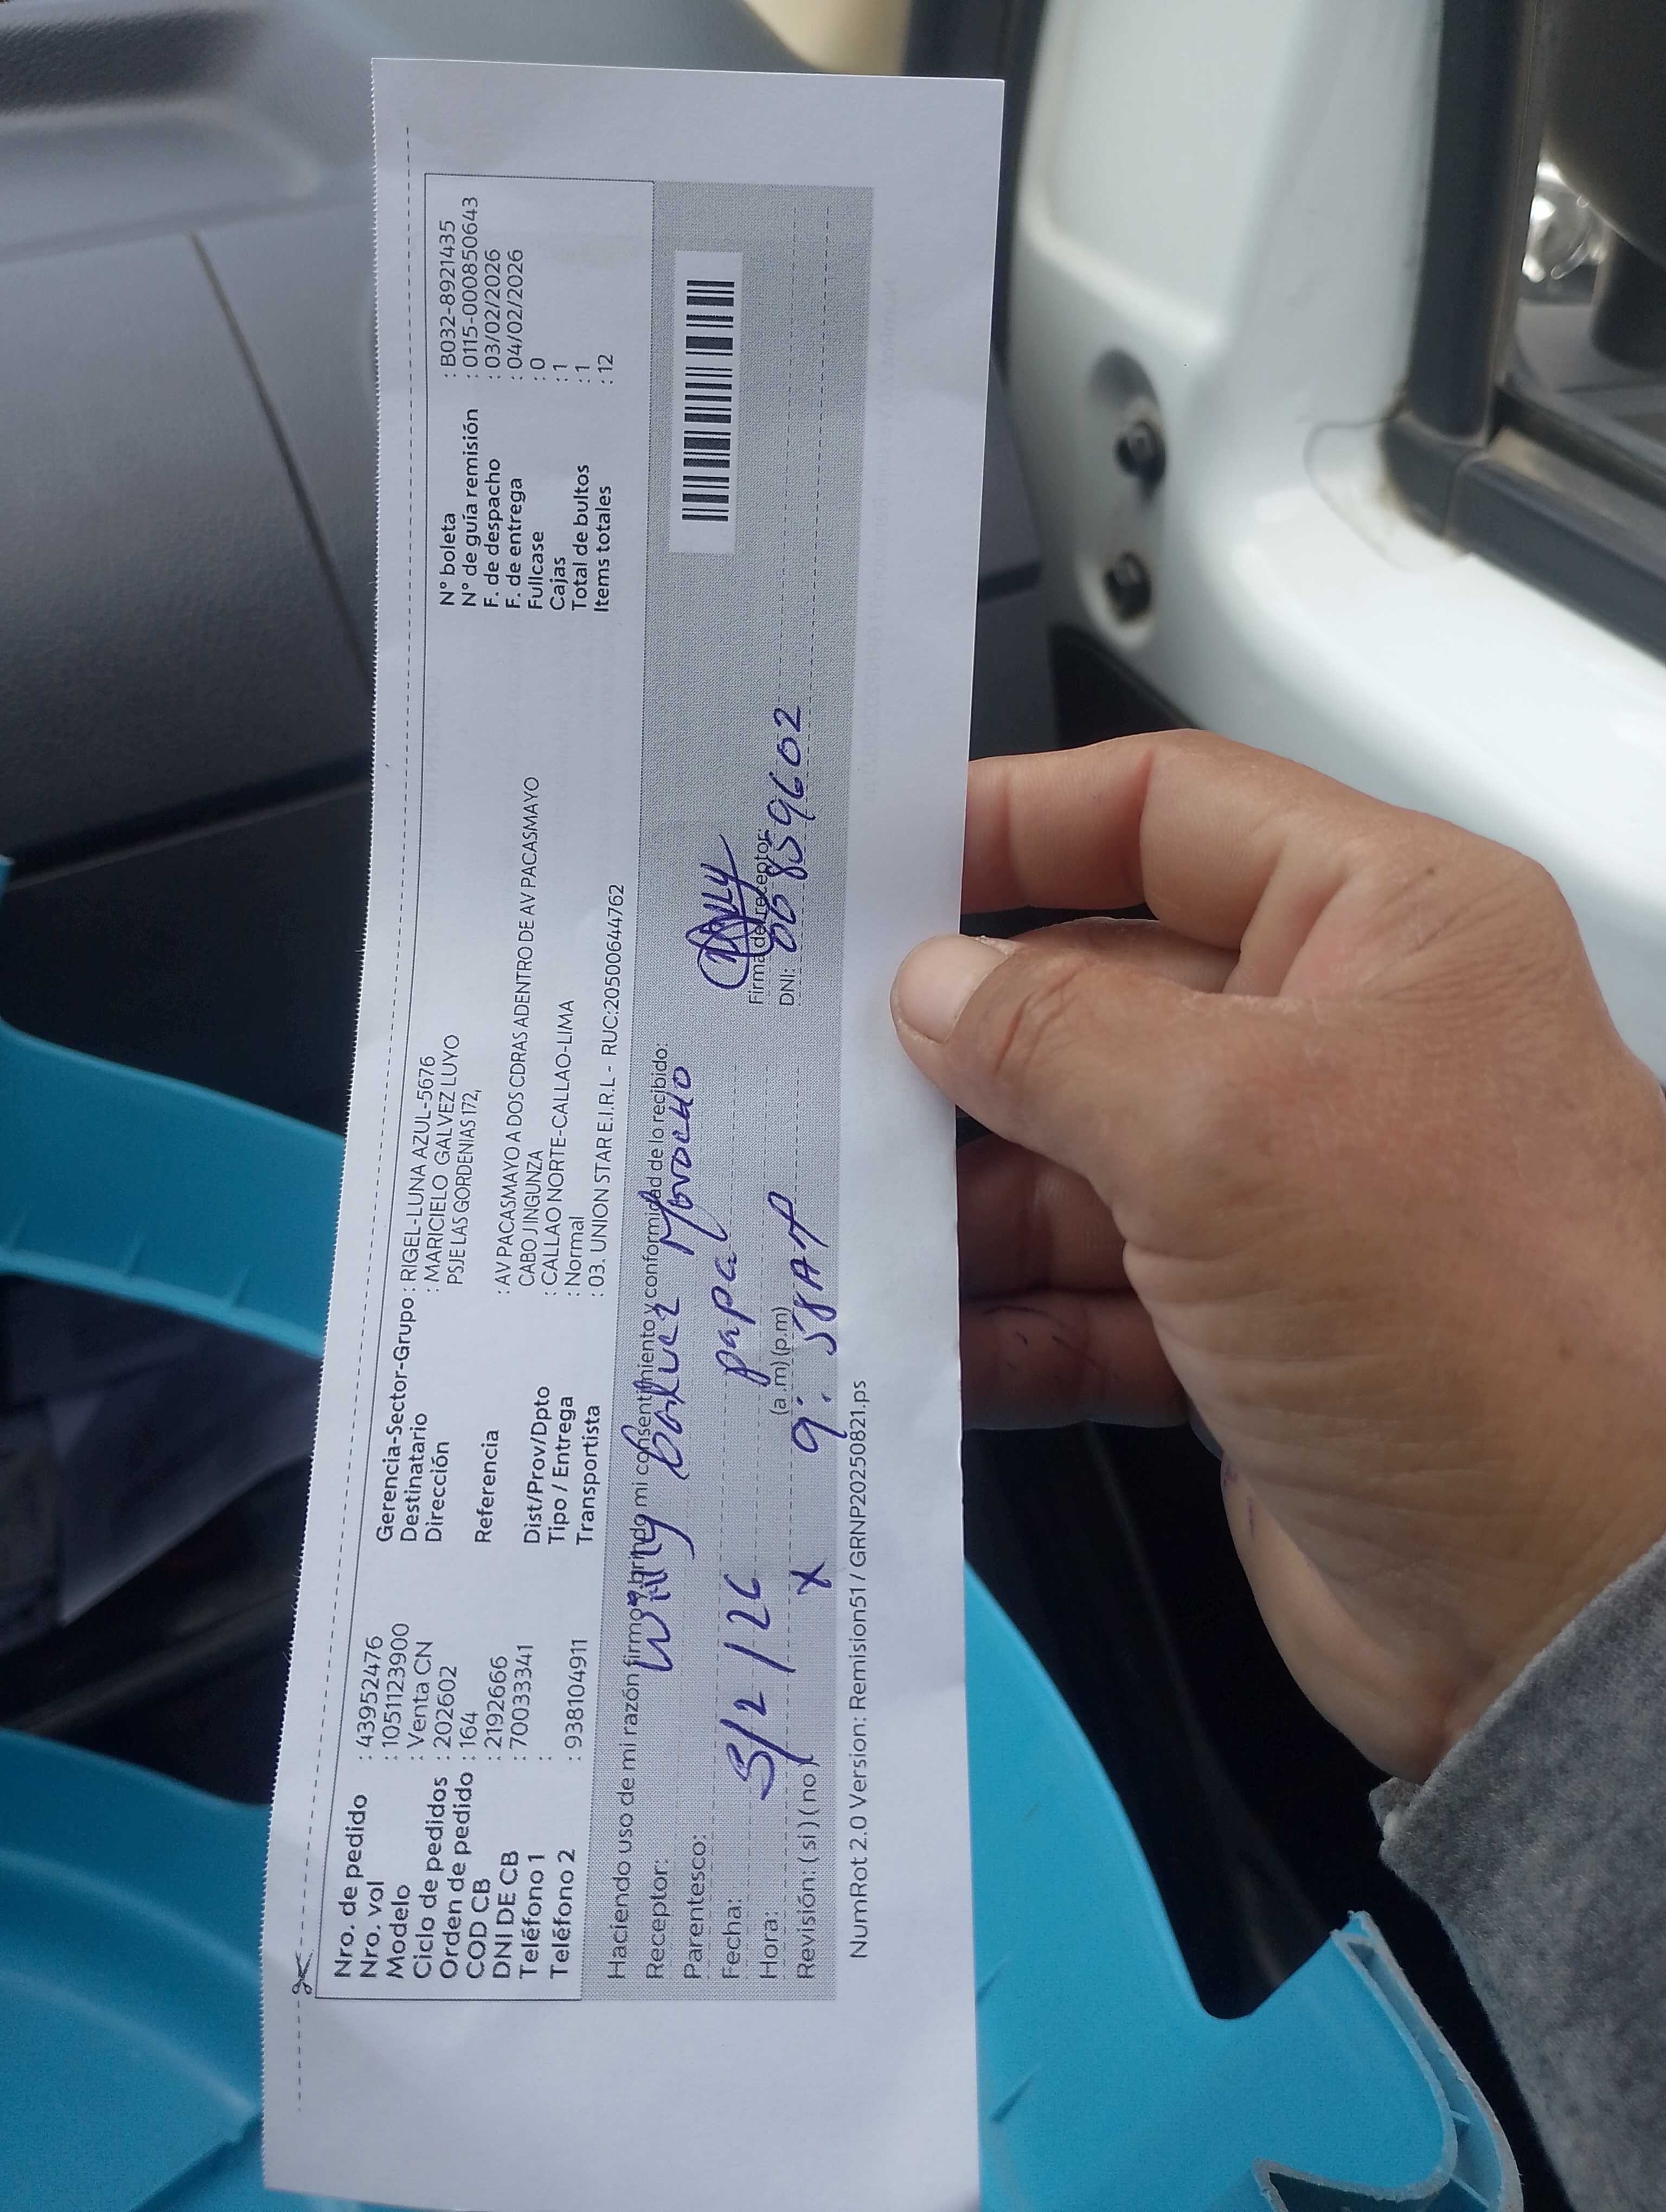 Nro. de pedido : 43952476
Nro. vol : 1051123900
Modelo : Venta CN
Ciclo de pedidos : 202602
Orden de pedido : 164
COD CB : 2192666
DNI DE CB : 70033341
Teléfono 1 :
Teléfono 2 : 938104911
Gerencia-Sector-Grupo : RIGEL-LUNA AZUL-5676
Destinatario : MARICIELO GALVEZ LUYO
Dirección PSJE LAS GORDENIAS 172,
Referencia : AV PACASMAYO A DOS CDRAS ADENTRO DE AV PACASMAYO
CABO J INGUNZA
Dist/Prov/Dpto : CALLAO NORTE-CALLAO-LIMA
Tipo / Entrega : Normal
Transportista : 03. UNION STAR E.I.R.L - RUC:20500644762
N° boleta : B032-8921435
N° de guía remisión : 0115-0000850643
F. de despacho : 03/02/2026
F. de entrega : 04/02/2026
Fullcase : 0
Cajas : 1
Total de bultos : 1
Items totales : 12
Haciendo uso de mi razón firmo y brindo mi consentimiento y conformidad de lo recibido:
Receptor: Galvez Morocho
Parentesco: papa
Fecha: 5/2/26
Hora: 9:58 (a.m) (p.m)
Revisión: ( si ) ( no ) X
Firma de receptor:
DNI: 00859602
NumRot 2.0 Version: Remision51 / GRNP20250821.ps